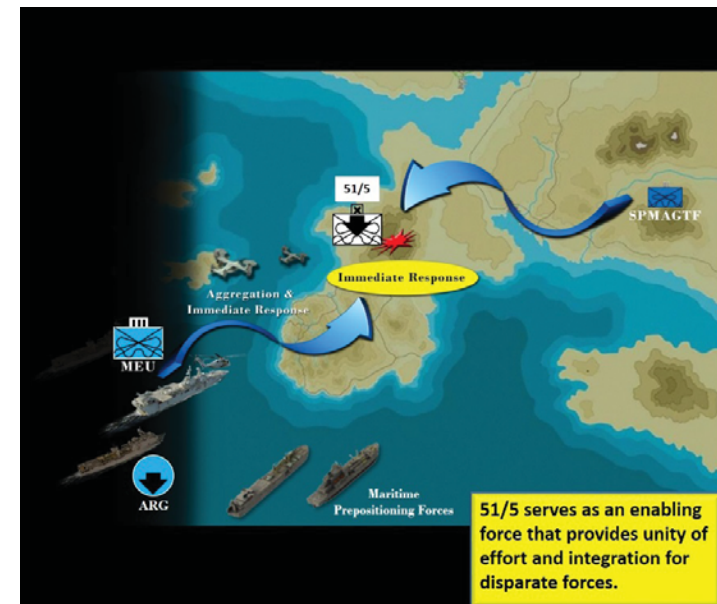 51/5
SPMAGTF
Immediate Response
Aggregation &
Immediate Response
MEU
ARG
Maritime
Prepositioning Forces
51/5 serves as an enabling
force that provides unity of
effort and integration for
disparate forces.